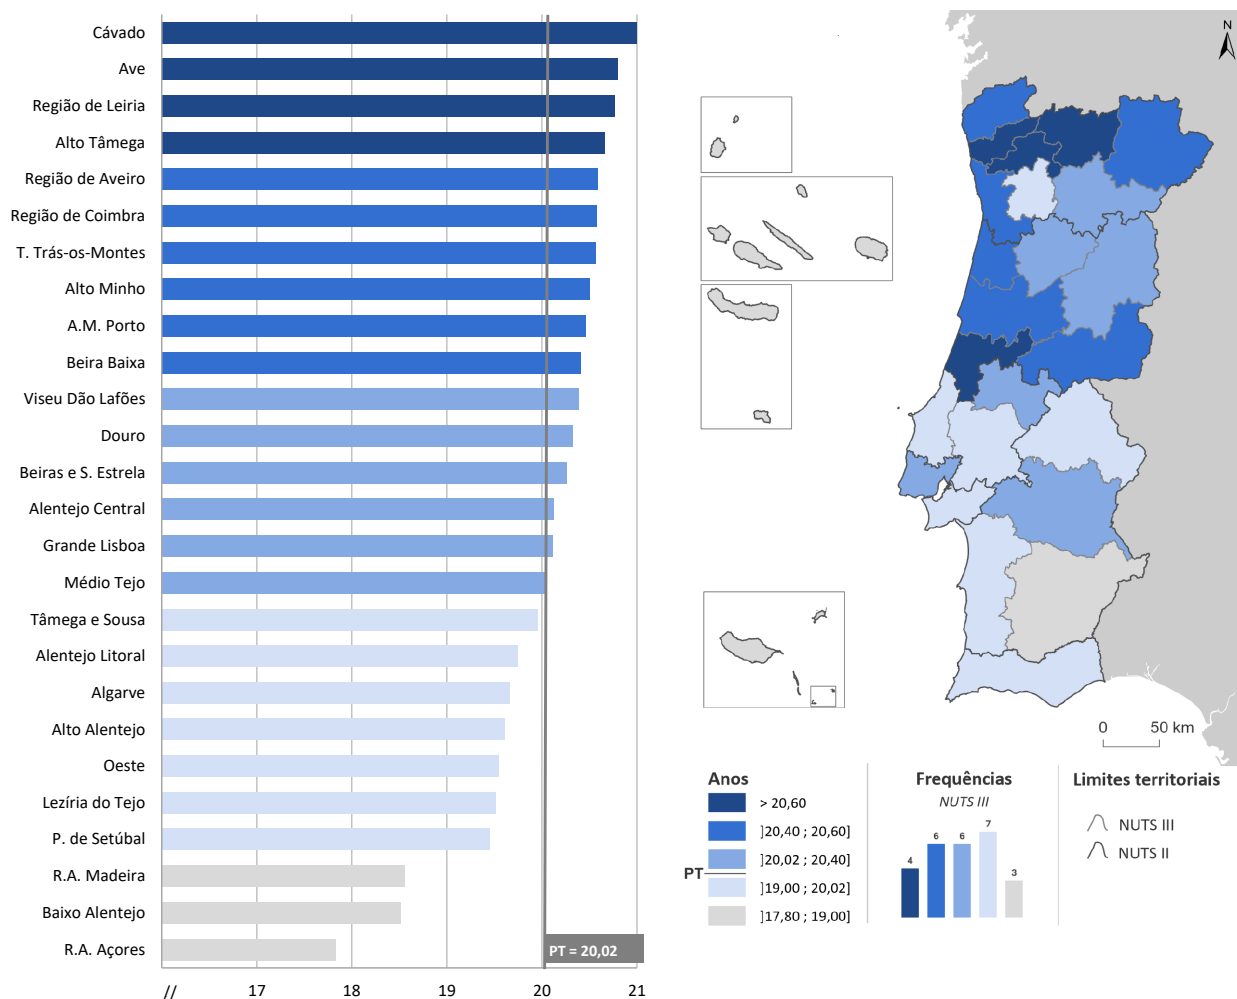 Cávado
Ave
Região de Leiria
Alto Tâmega
Região de Aveiro
Região de Coimbra
T. Trás-os-Montes
Alto Minho
A.M. Porto
Beira Baixa
Viseu Dão Lafões
Douro
Beiras e S. Estrela
Alentejo Central
Grande Lisboa
Médio Tejo
Tâmega e Sousa
Alentejo Litoral
Algarve
Alto Alentejo
Oeste
Lezíria do Tejo
P. de Setúbal
R.A. Madeira
Baixo Alentejo
R.A. Açores
PT = 20,02
// 17 18 19 20 21
N
0 50 km
Anos
> 20,60
]20,40 ; 20,60]
]20,02 ; 20,40]
PT
]19,00 ; 20,02]
]17,80 ; 19,00]
Frequências
NUTS III
4 6 6 7 3
Limites territoriais
NUTS III
NUTS II